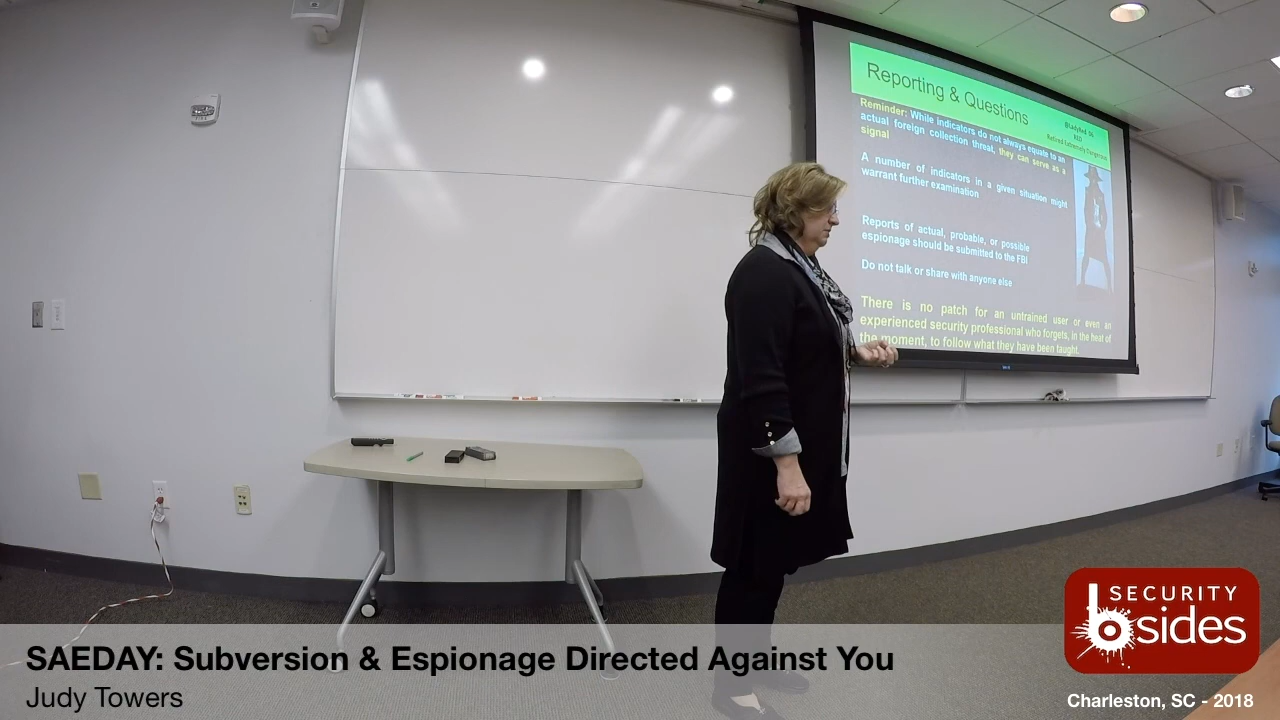 Reporting & Questions
RED
Retired Extremely Dangerous
Reminder: While indicators do not always equate to an
actual foreign collection threat, they can serve as a
signal
A number of indicators in a given situation might
warrant further examination
Reports of actual, probable, or possible
espionage should be submitted to the FBI
Do not talk or share with anyone else
There is no patch for an untrained user or even an
experienced security professional who forgets, in the heat of
the moment, to follow what they have been taught.
SECURITY
bsides
SAEDAY: Subversion & Espionage Directed Against You
Judy Towers
Charleston, SC - 2018